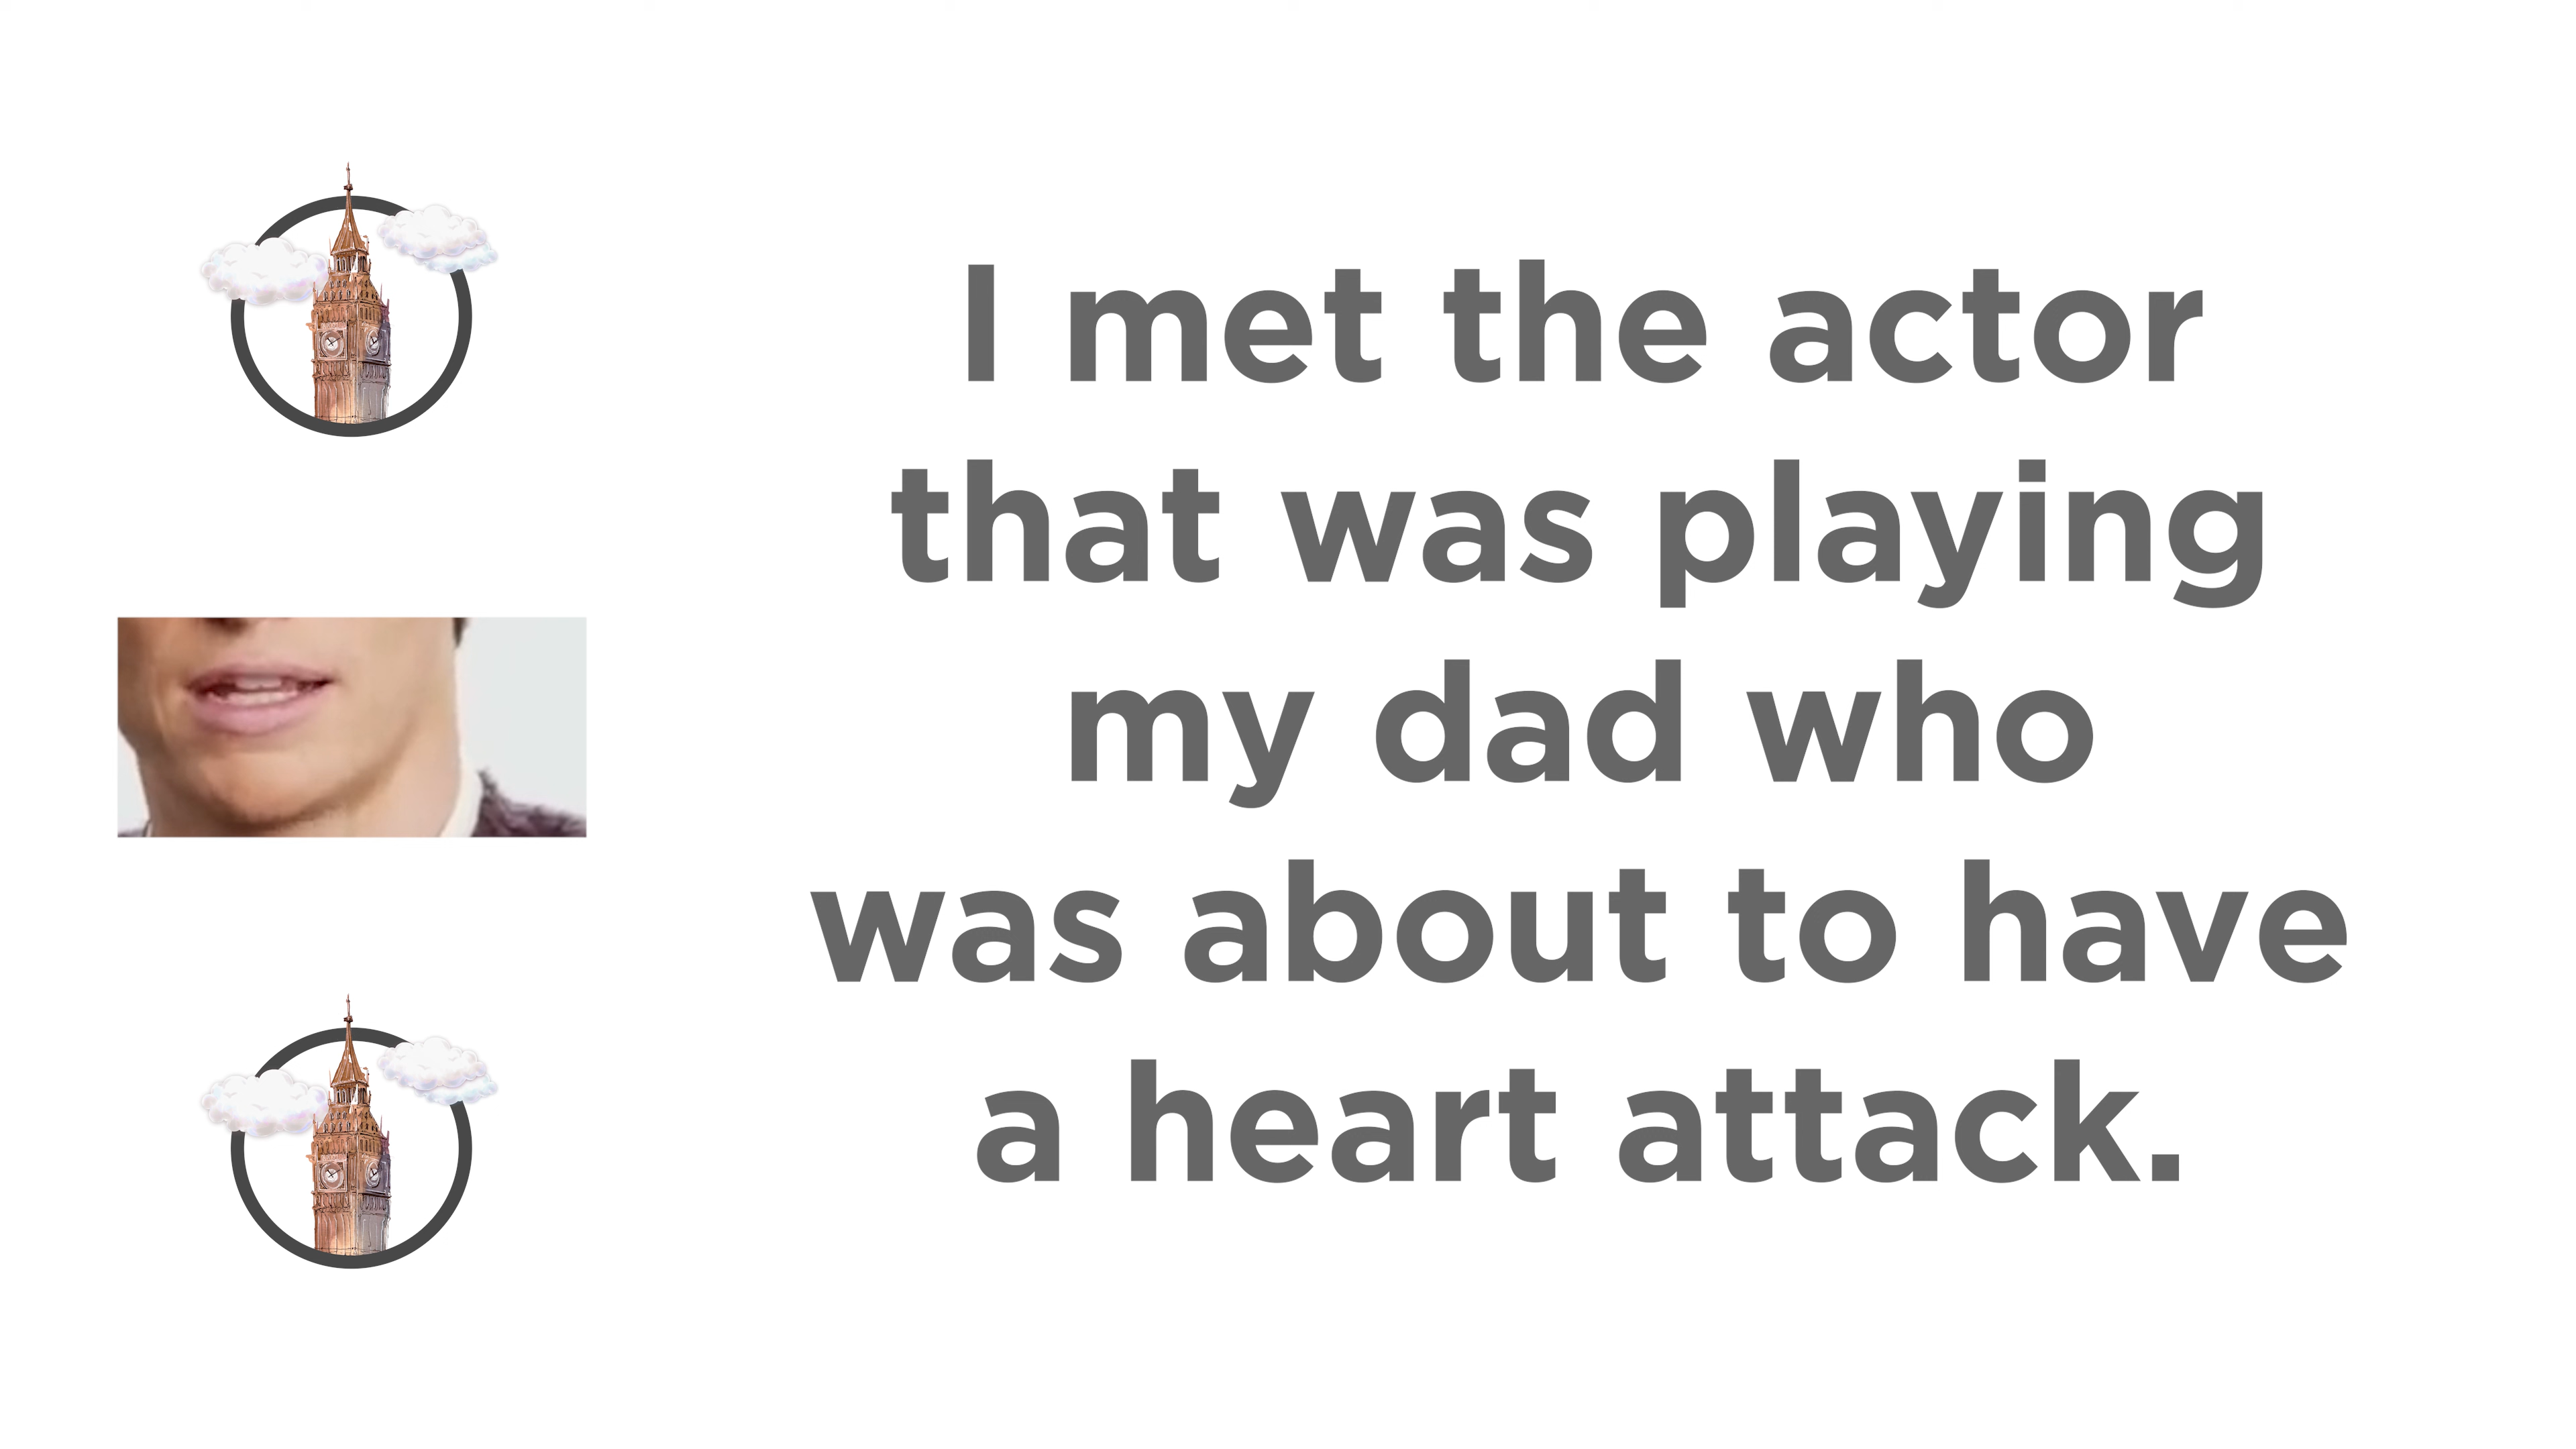 I met the actor
that was playing
my dad who
was about to have
a heart attack.